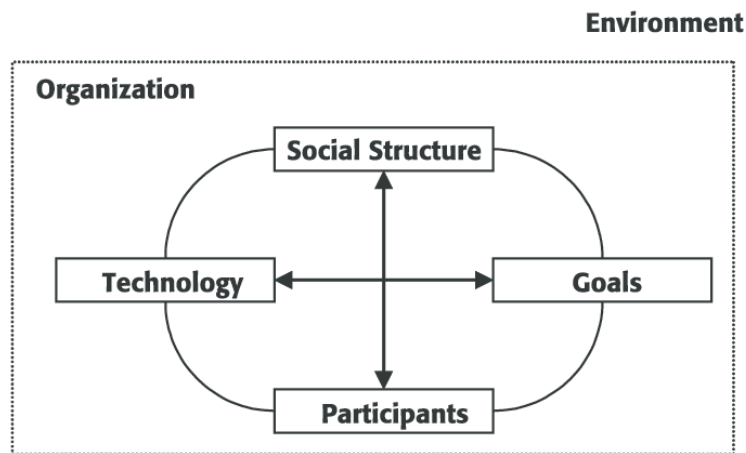 Environment
Organization
Social Structure
Technology
Goals
Participants